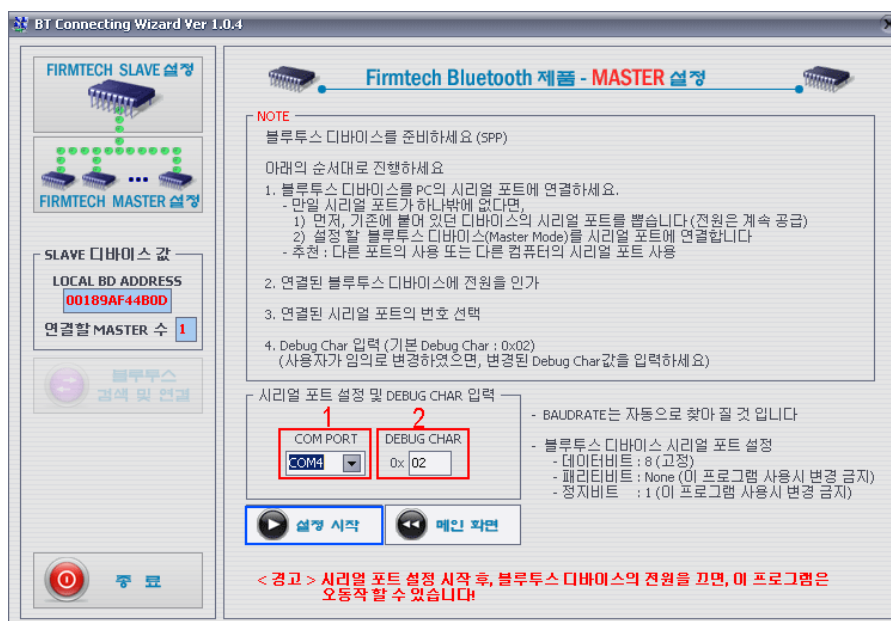 BT Connecting Wizard Ver 1.0.4
FIRMTECH SLAVE 설정
FIRMTECH MASTER 설정
SLAVE 디바이스 값
LOCAL BD ADDRESS
00189AF44B0D
연결할 MASTER 수 1
블루투스
검색 및 연결
종 료
Firmtech Bluetooth 제품 - MASTER 설정
NOTE
블루투스 디바이스를 준비하세요 (SPP)
아래의 순서대로 진행하세요
1. 블루투스 디바이스를 PC의 시리얼 포트에 연결하세요.
- 만일 시리얼 포트가 하나밖에 없다면,
1) 먼저, 기존에 붙어 있던 디바이스의 시리얼 포트를 뽑습니다 (전원은 계속 공급)
2) 설정 할 블루투스 디바이스(Master Mode)를 시리얼 포트에 연결합니다
- 추천 : 다른 포트의 사용 또는 다른 컴퓨터의 시리얼 포트 사용
2. 연결된 블루투스 디바이스에 전원을 인가
3. 연결된 시리얼 포트의 번호 선택
4. Debug Char 입력 (기본 Debug Char : 0x02)
(사용자가 임의로 변경하였으면, 변경된 Debug Char값을 입력하세요)
시리얼 포트 설정 및 DEBUG CHAR 입력
1 2
COM PORT DEBUG CHAR
COM4 0x 02
- BAUDRATE는 자동으로 찾아 질 것 입니다
- 블루투스 디바이스 시리얼 포트 설정
- 데이터비트 : 8 (고정)
- 패리티비트 : None (이 프로그램 사용시 변경 금지)
- 정지비트 : 1 (이 프로그램 사용시 변경 금지)
설정 시작
메인 화면
< 경고 > 시리얼 포트 설정 시작 후, 블루투스 디바이스의 전원을 끄면, 이 프로그램은
오동작 할 수 있습니다!